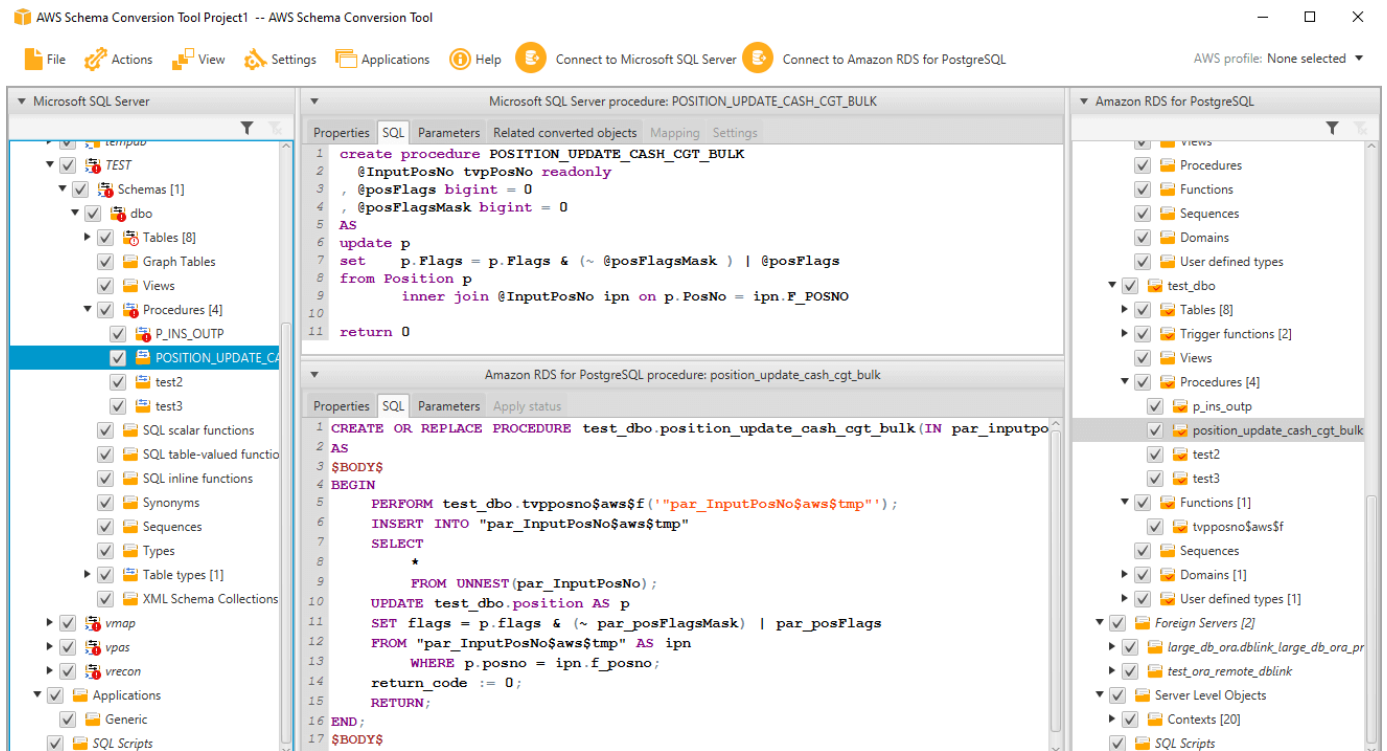 AWS Schema Conversion Tool Project1 -- AWS Schema Conversion Tool
File Actions View Settings Applications Help Connect to Microsoft SQL Server Connect to Amazon RDS for PostgreSQL AWS profile: None selected
Microsoft SQL Server
tempdb
TEST
Schemas [1]
dbo
Tables [8]
Graph Tables
Views
Procedures [4]
P_INS_OUTP
POSITION_UPDATE_CA
test2
test3
SQL scalar functions
SQL table-valued functio
SQL inline functions
Synonyms
Sequences
Types
Table types [1]
XML Schema Collections
vmap
vpas
vrecon
Applications
Generic
SQL Scripts
Microsoft SQL Server procedure: POSITION_UPDATE_CASH_CGT_BULK
Properties SQL Parameters Related converted objects Mapping Settings
1 create procedure POSITION_UPDATE_CASH_CGT_BULK
2 @InputPosNo tvpPosNo readonly
3 , @posFlags bigint = 0
4 , @posFlagsMask bigint = 0
5 AS
6 update p
7 set p.Flags = p.Flags & (~ @posFlagsMask ) | @posFlags
8 from Position p
9 inner join @InputPosNo ipn on p.PosNo = ipn.F_POSNO
10
11 return 0
Amazon RDS for PostgreSQL procedure: position_update_cash_cgt_bulk
Properties SQL Parameters Apply status
1 CREATE OR REPLACE PROCEDURE test_dbo.position_update_cash_cgt_bulk(IN par_inputpo
2 AS
3 $BODY$
4 BEGIN
5 PERFORM test_dbo.tvpposno$aws$f('"par_InputPosNo$aws$tmp"');
6 INSERT INTO "par_InputPosNo$aws$tmp"
7 SELECT
8 *
9 FROM UNNEST(par_InputPosNo);
10 UPDATE test_dbo.position AS p
11 SET flags = p.flags & (~ par_posFlagsMask) | par_posFlags
12 FROM "par_InputPosNo$aws$tmp" AS ipn
13 WHERE p.posno = ipn.f_posno;
14 return_code := 0;
15 RETURN;
16 END;
17 $BODY$
Amazon RDS for PostgreSQL
Views
Procedures
Functions
Sequences
Domains
User defined types
test_dbo
Tables [8]
Trigger functions [2]
Views
Procedures [4]
p_ins_outp
position_update_cash_cgt_bulk
test2
test3
Functions [1]
tvpposno$aws$f
Sequences
Domains [1]
User defined types [1]
Foreign Servers [2]
large_db_ora.dblink_large_db_ora_pr
test_ora_remote_dblink
Server Level Objects
Contexts [20]
SQL Scripts